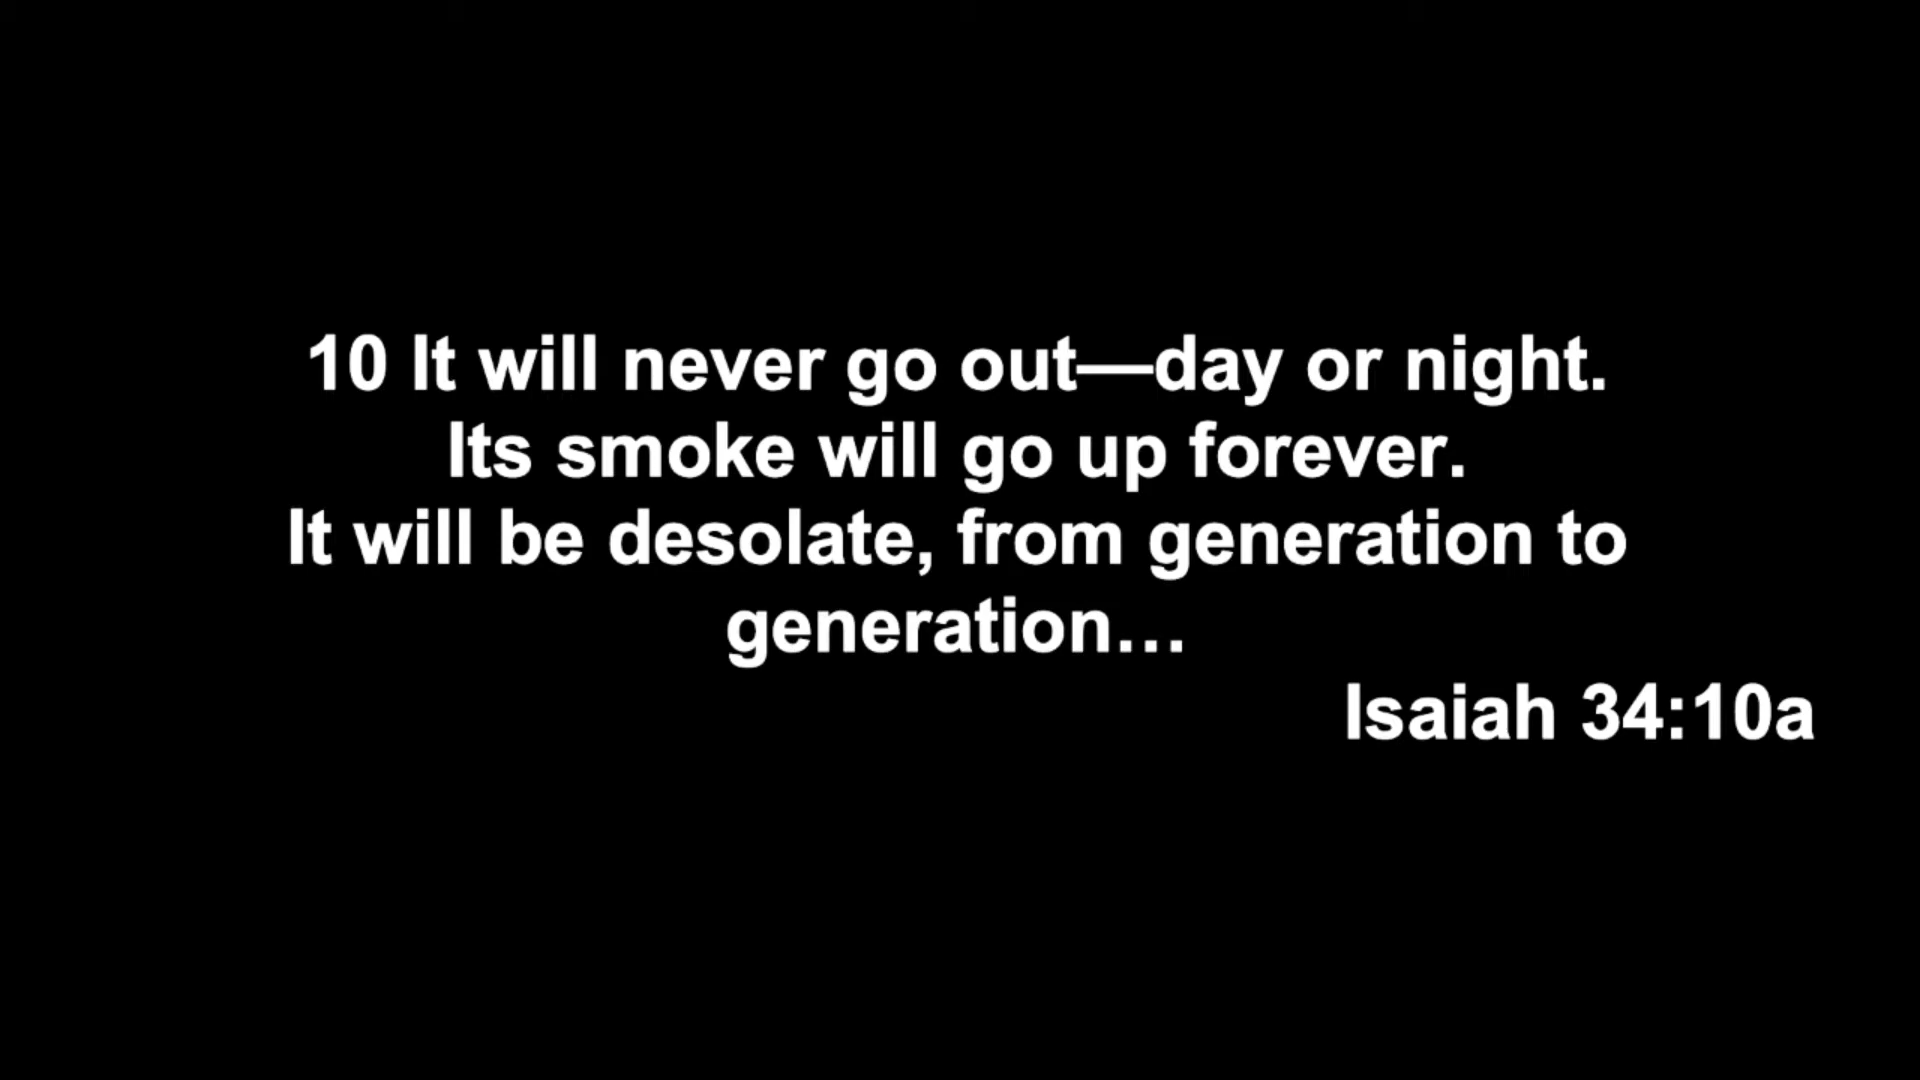 10 It will never go out—day or night.
Its smoke will go up forever.
It will be desolate, from generation to
generation…
Isaiah 34:10a